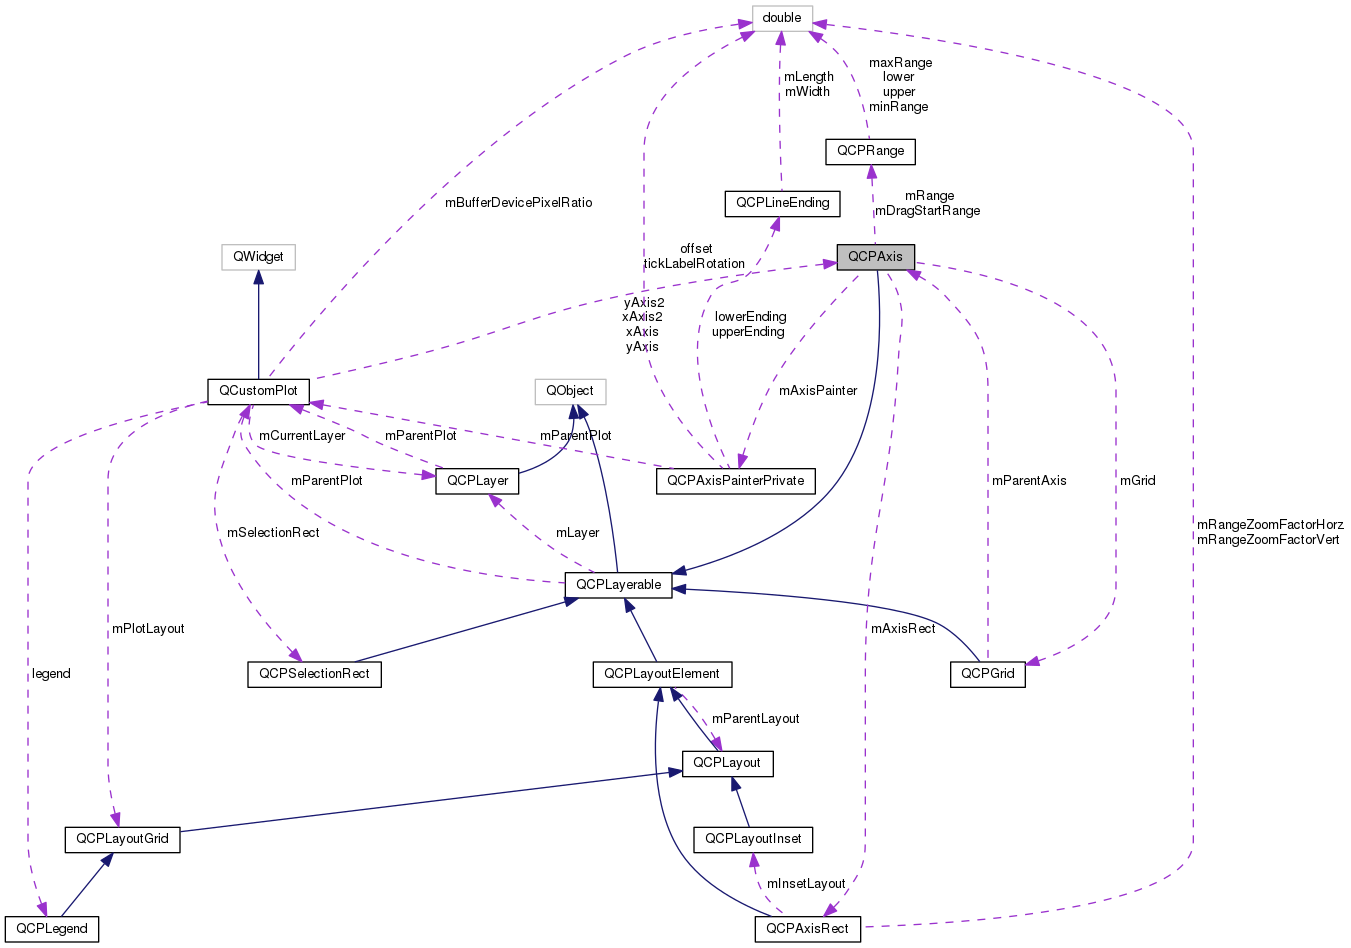 double
maxRange
lower
upper
minRange
mLength
mWidth
QCPRange
mBufferDevicePixelRatio
QCPLineEnding
mRange
mDragStartRange
QWidget
offset
tickLabelRotation
QCPAxis
yAxis2
xAxis2
xAxis
yAxis
lowerEnding
upperEnding
QCustomPlot
QObject
mAxisPainter
mCurrentLayer
mParentPlot
mParentPlot
mParentPlot
QCPLayer
QCPAxisPainterPrivate
mParentAxis
mGrid
mSelectionRect
mLayer
mRangeZoomFactorHorz
mRangeZoomFactorVert
QCPLayerable
mPlotLayout
mAxisRect
legend
QCPSelectionRect
QCPLayoutElement
QCPGrid
mParentLayout
QCPLayout
QCPLayoutGrid
QCPLayoutInset
mInsetLayout
QCPLegend
QCPAxisRect